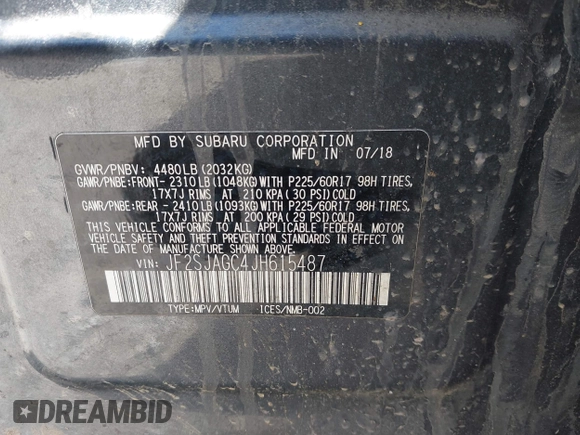 MFD BY SUBARU CORPORATION
MFD IN 07/18
GVWR/PNBV: 4480LB(2032KG)
GAWR/PNBE:FRONT- 2310LB(1048KG)WITH P225/60R17 98H TIRES,
17X7J RIMS AT 210 KPA( 30 PSI)COLD
GAWR/PNBE:REAR - 2410LB(1093KG)WITH P225/60R17 98H TIRES,
17X7J RIMS AT 200 KPA( 29 PSI)COLD
THIS VEHICLE CONFORMS TO ALL APPLICABLE FEDERAL MOTOR
VEHICLE SAFETY AND THEFT PREVENTION STANDARDS IN EFFECT
ON THE DATE OF MANUFACTURE SHOWN ABOVE.
VIN: JF2SJAGC4JH615487
TYPE:MPV/VTUM ICES/NMB-002
DREAMBID